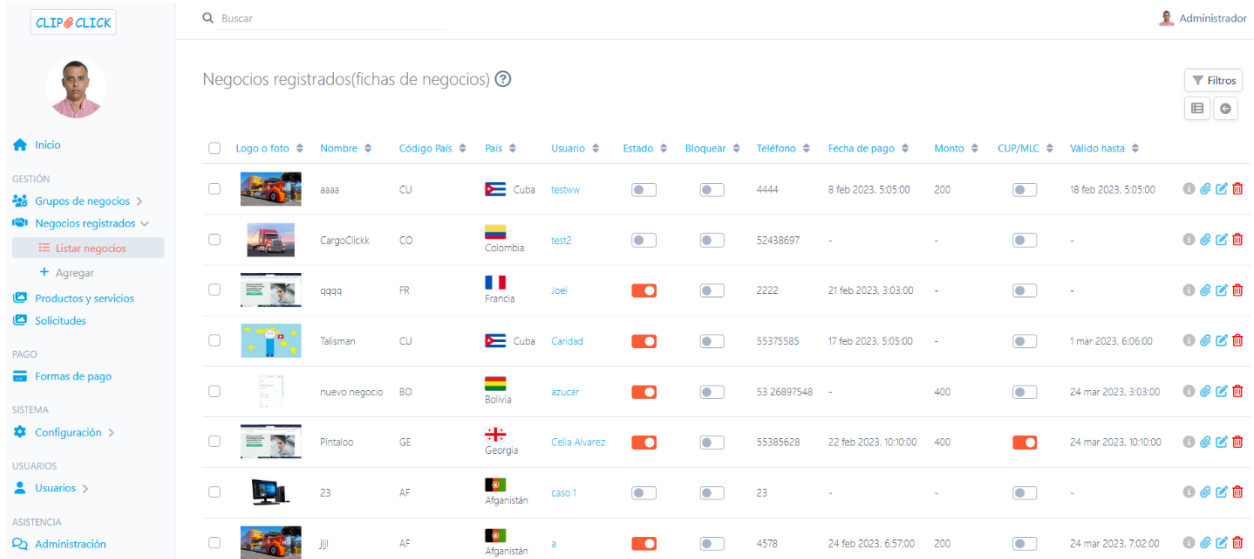 CLIP CLICK
Buscar
Administrador
Negocios registrados(fichas de negocios)
Filtros
Inicio
GESTIÓN
Grupos de negocios
Negocios registrados
Listar negocios
Agregar
Productos y servicios
Solicitudes
PAGO
Formas de pago
SISTEMA
Configuración
USUARIOS
Usuarios
ASISTENCIA
Administración
Logo o foto Nombre Código País País Usuario Estado Bloquear Teléfono Fecha de pago Monto CUP/MLC Válido hasta
aaaa CU Cuba testww 4444 8 feb 2023, 5:05:00 200 18 feb 2023, 5:05:00
CargoClickk CO Colombia test2 52438697 - - -
qqqq FR Francia Joel 2222 21 feb 2023, 3:03:00 - -
Talisman CU Cuba Caridad 55375585 17 feb 2023, 5:05:00 - 1 mar 2023, 6:06:00
nuevo negocio BO Bolivia azucar 53 26897548 - 400 24 mar 2023, 3:03:00
Pintaloo GE Georgia Celia Alvarez 55385628 22 feb 2023, 10:10:00 400 24 mar 2023, 10:10:00
23 AF Afganistán caso 1 23 - - -
jijl AF Afganistán a 4578 24 feb 2023, 6:57:00 200 24 mar 2023, 7:02:00